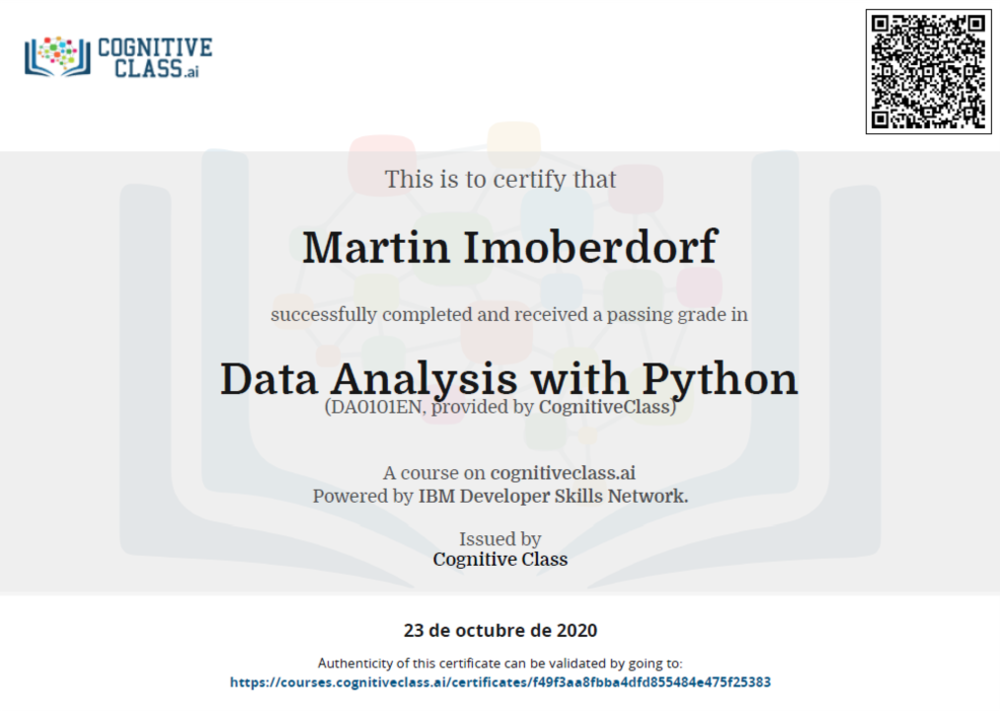 COGNITIVE
CLASS.ai
This is to certify that
Martin Imoberdorf
successfully completed and received a passing grade in
Data Analysis with Python
(DA0101EN, provided by CognitiveClass)
A course on cognitiveclass.ai
Powered by IBM Developer Skills Network.
Issued by
Cognitive Class
23 de octubre de 2020
Authenticity of this certificate can be validated by going to:
https://courses.cognitiveclass.ai/certificates/f49f3aa8fbba4dfd855484e475f25383